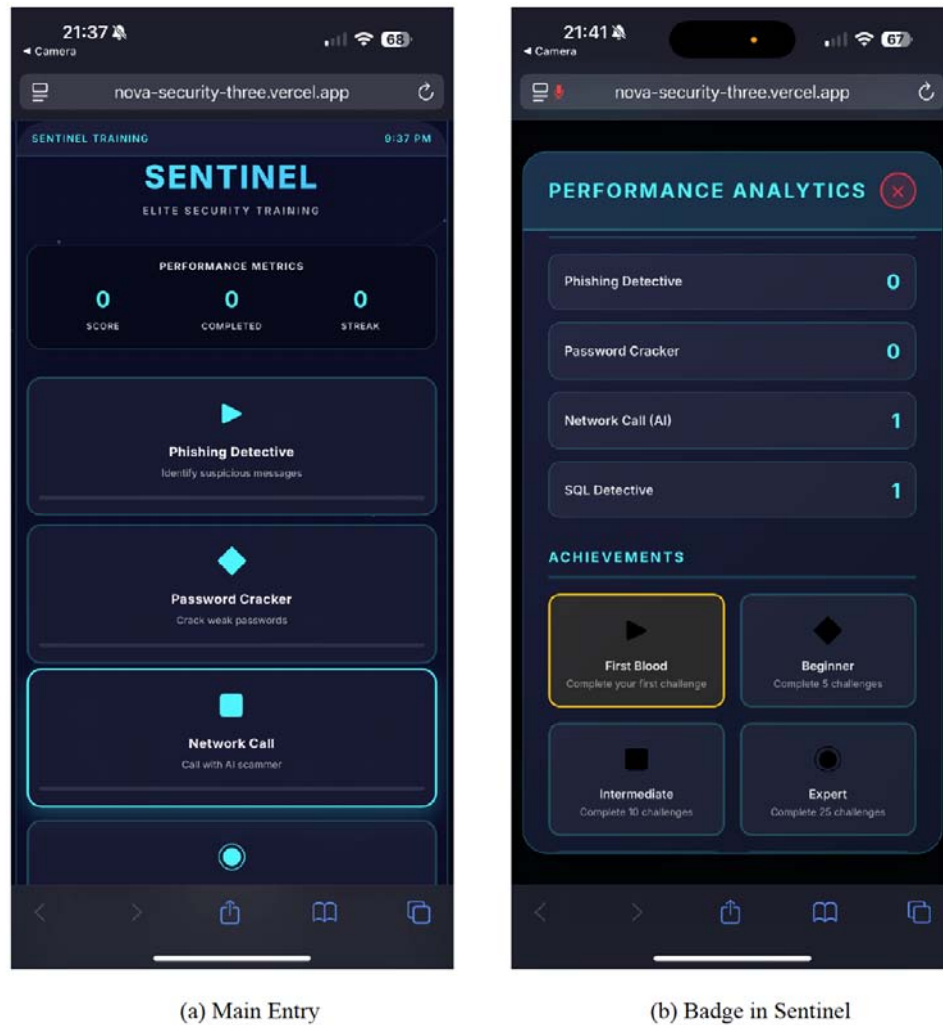 21:37
68
◀ Camera
nova-security-three.vercel.app
SENTINEL TRAINING
9:37 PM
SENTINEL
ELITE SECURITY TRAINING
PERFORMANCE METRICS
0 0 0
SCORE COMPLETED STREAK
Phishing Detective
Identify suspicious messages
Password Cracker
Crack weak passwords
Network Call
Call with AI scammer
(a) Main Entry
21:41
67
◀ Camera
nova-security-three.vercel.app
PERFORMANCE ANALYTICS
Phishing Detective 0
Password Cracker 0
Network Call (AI) 1
SQL Detective 1
ACHIEVEMENTS
First Blood
Complete your first challenge
Beginner
Complete 5 challenges
Intermediate
Complete 10 challenges
Expert
Complete 25 challenges
(b) Badge in Sentinel